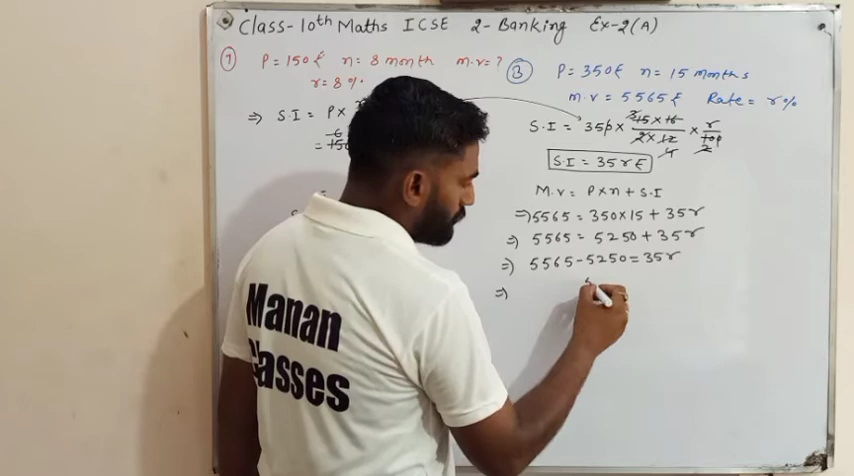 Class-10th Maths ICSE 2-Banking Ex-2(A)
① P=150₹ n=8 month m.v=?
r=8%
⇒ S.I = P×
= 150
③ P=350₹ n=15 months
m.v=5565₹ Rate=r%
S.I = 350 × 15×16 / 2×12 × r/100
S.I = 35r₹
M.v = P×n + S.I
⇒ 5565 = 350×15 + 35r
⇒ 5565 = 5250 + 35r
⇒ 5565-5250 = 35r
⇒
Manan
Classes